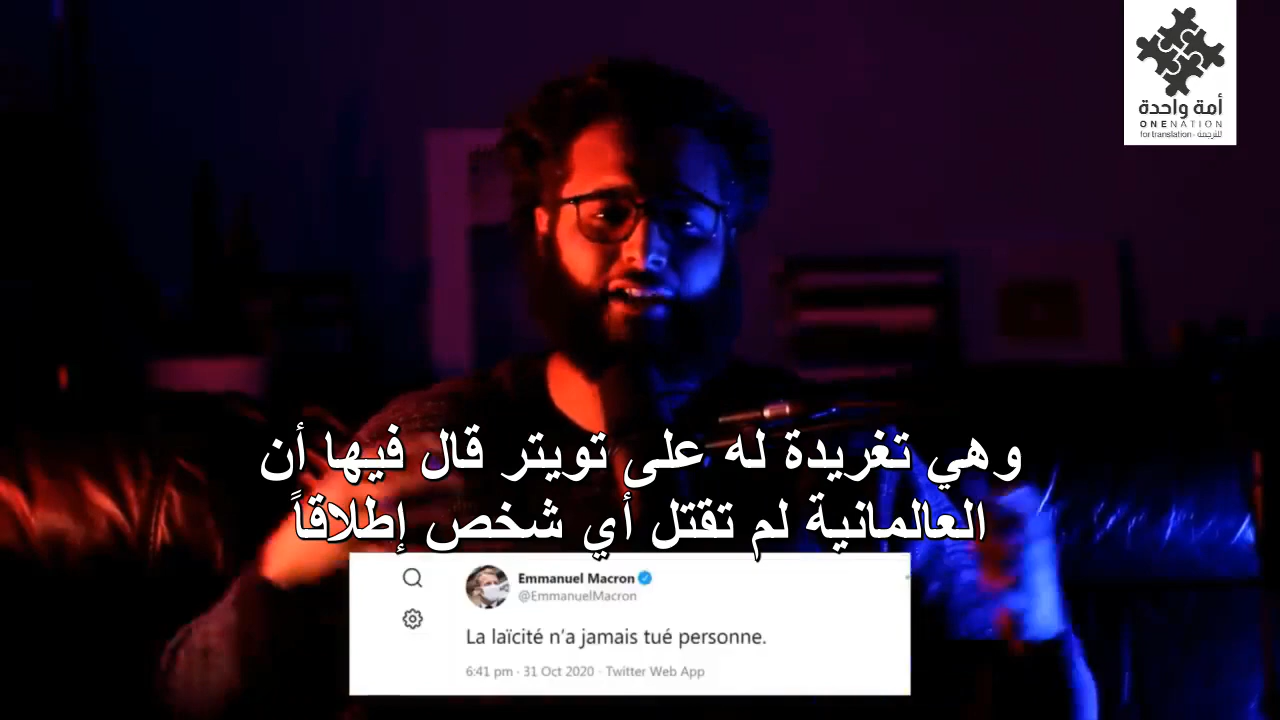 أمة واحدة
ONENATION
for translation - للترجمة
وهي تغريدة له على تويتر قال فيها أن
العالمانية لم تقتل أي شخص إطلاقاً
Emmanuel Macron
@EmmanuelMacron
La laïcité n'a jamais tué personne.
6:41 pm · 31 Oct 2020 · Twitter Web App